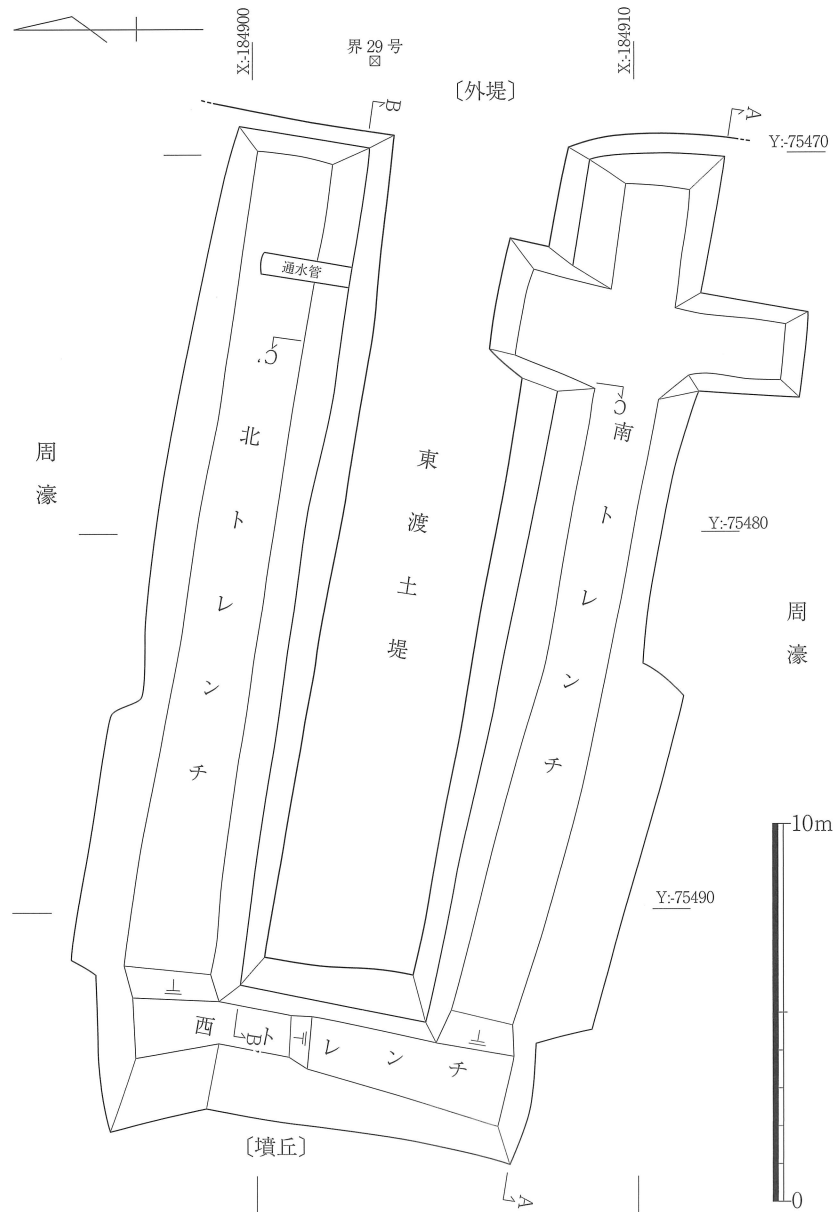 X:-184900
界 29 号
X:-184910
〔外堤〕
B
A
Y:-75470
通水管
C'
C
北トレンチ
東渡土堤
南トレンチ
周濠
周濠
Y:-75480
Y:-75490
10m
西トレンチ
B'
〔墳丘〕
A
0